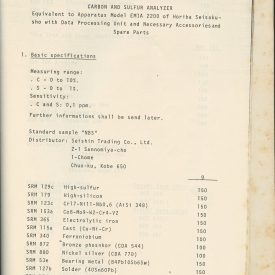 CARBON AND SULFUR ANALYZER
Equivalent to Apparatus Model EMIA 2200 of Horiba Seisaku-
sho with Data Processing Unit and Necessary Accessories and
Spare Parts
1. Basic specifications
Measuring range:
. C - 0 to 10%.
. S - 0 to 1%.
Sensitivity:
. C and S: 0,1 ppm.
Further informations shall be send later.
Standard sample "NBS"
Distributor: Seishin Trading Co., Ltd.
2-1 Sannomiya-cho
1-Chome
Chuo-ku, Kobe 650
g
SRM 129c High-sulfur 150
SRM 179 High-silicon 150
SRM 123c Cr17-Ni11-Nb0,6 (AISI 348) 150
SRM 153a Co8-Mo9-W2-Cr4-V2 150
SRM 365 Electrolytic iron 150
SRM 115a Cast (Cu-Ni-Cr) 150
SRM 340 Ferroniobium 100
SRM 872 Bronze phosphor (CDA 544)
SRM 880 Nickel silver (CDA 770)
SRM 53e Bearing metal (84Pb10Sb6Sn) 150
SRM 127b Solder (40Sn60Pb) 150